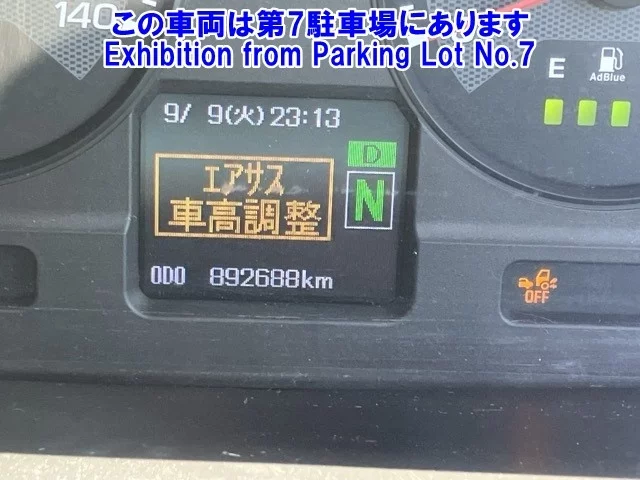 この車両は第7駐車場にあります
Exhibition from Parking Lot No.7
140
E
AdBlue
9/ 9(火)23:13
D
エアサス
車高調整
N
ODO 892688km
OFF